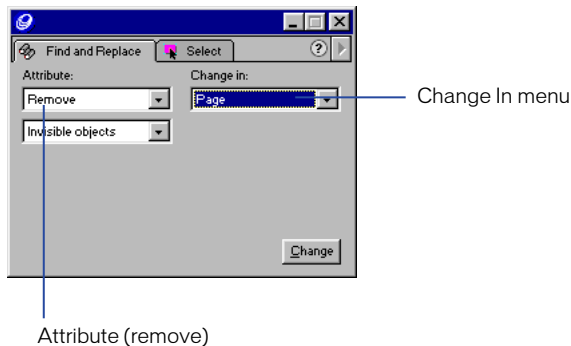 Find and Replace Select ?
Attribute: Change in:
Remove Page
Change In menu
Invisible objects
Change
Attribute (remove)